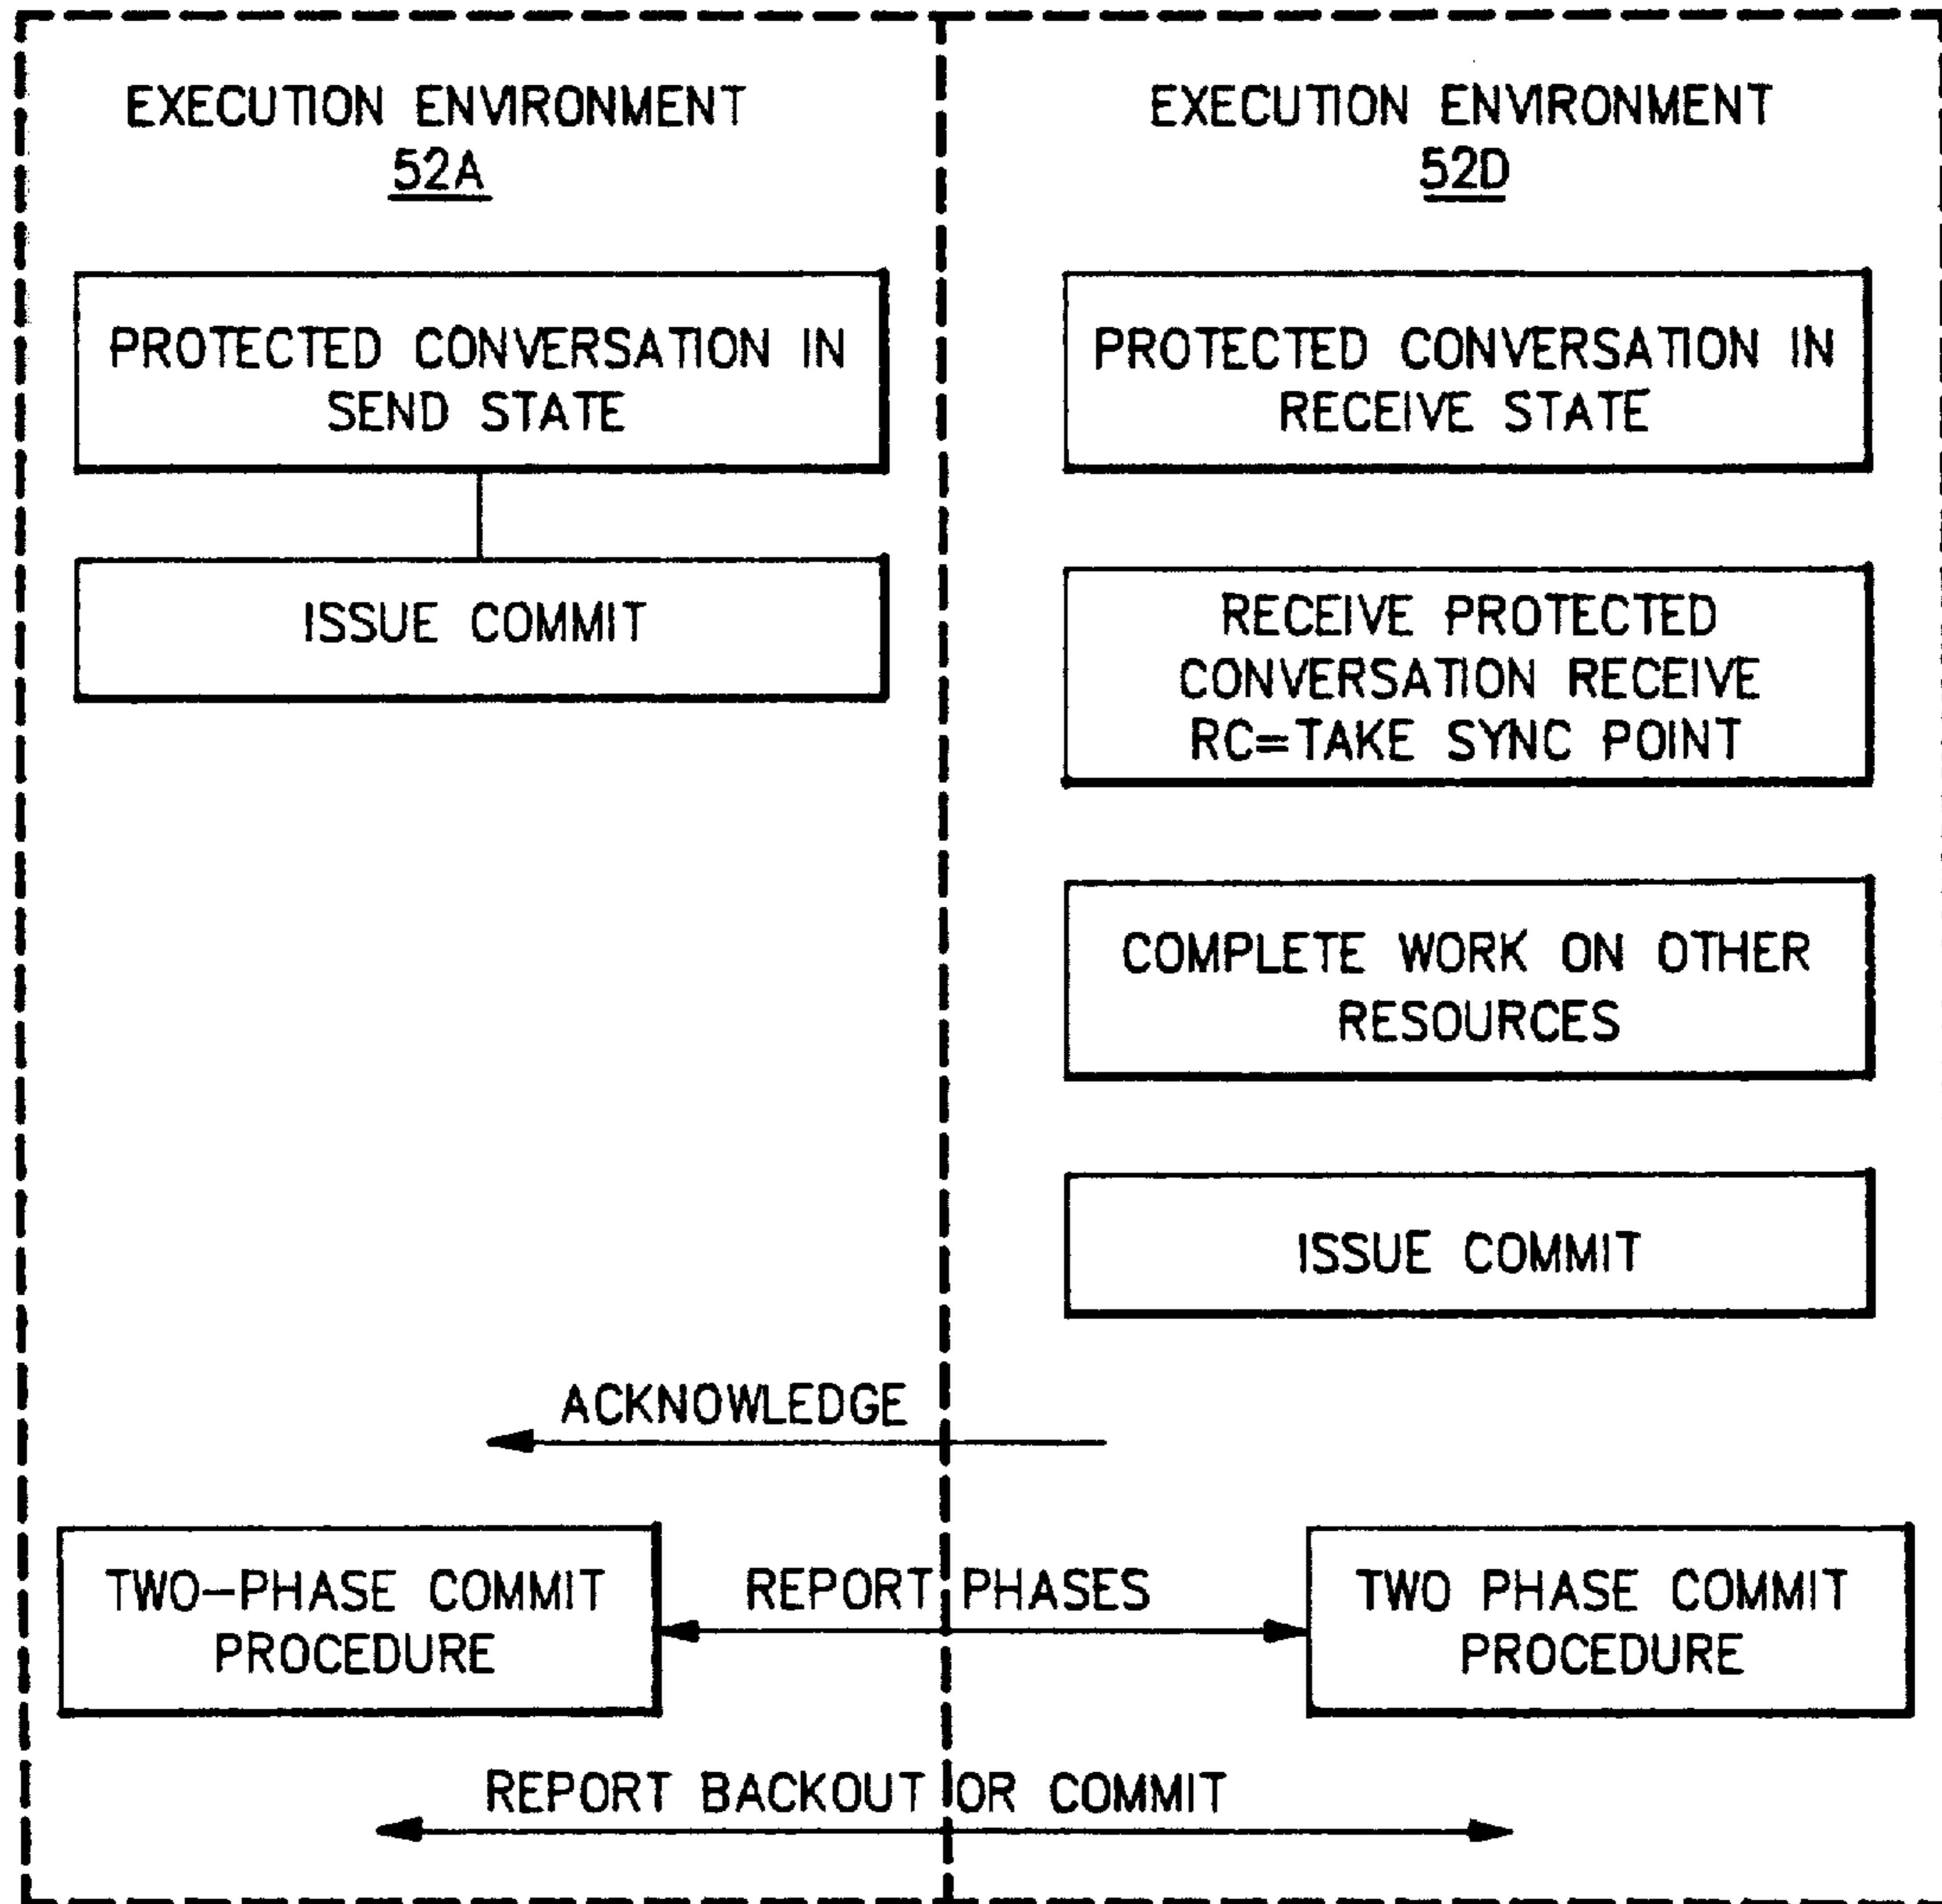 EXECUTION ENVIRONMENT
52A
PROTECTED CONVERSATION IN
SEND STATE
ISSUE COMMIT
EXECUTION ENVIRONMENT
52D
PROTECTED CONVERSATION IN
RECEIVE STATE
RECEIVE PROTECTED
CONVERSATION RECEIVE
RC=TAKE SYNC POINT
COMPLETE WORK ON OTHER
RESOURCES
ISSUE COMMIT
ACKNOWLEDGE
TWO-PHASE COMMIT
PROCEDURE
REPORT PHASES
TWO PHASE COMMIT
PROCEDURE
REPORT BACKOUT OR COMMIT